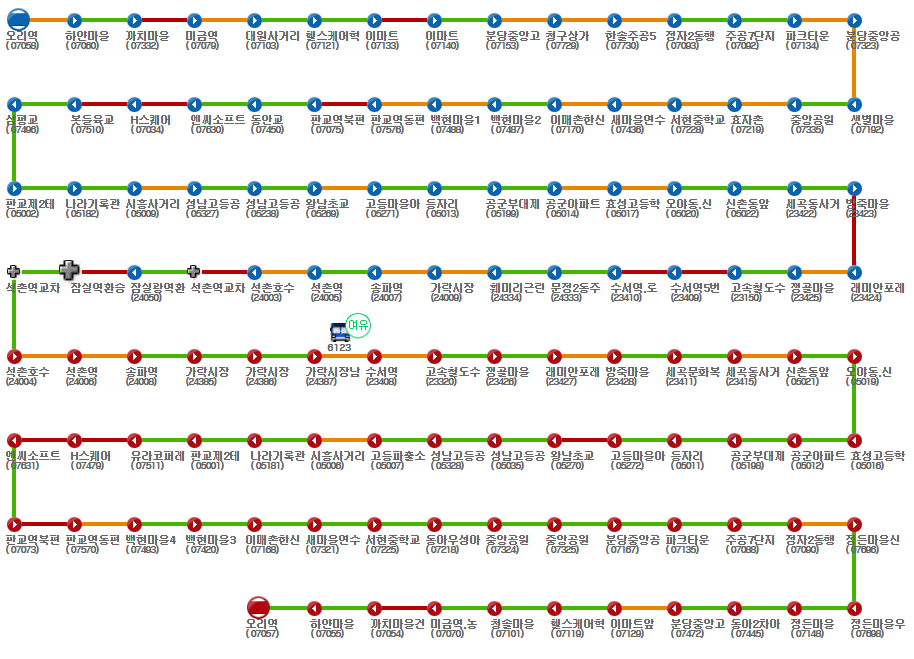 오리역 하얀마을 까치마을 미금역 대원사거리 헬스케어혁 이마트 이마트 분당중앙고 청구상가 한솔주공5 정자2동행 주공7단지 파크타운 분당중앙공
(07058) (07060) (07332) (07079) (07103) (07121) (07133) (07140) (07153) (07729) (07730) (07093) (07092) (07134) (07323)
삼평교 봇들육교 H스퀘어 엔씨소프트 동안교 판교역북편 판교역동편 백현마을1 백현마을2 이매촌한신 새마을연수 서현중학교 효자촌 중앙공원 샛별마을
(07496) (07510) (07034) (07630) (07450) (07075) (07576) (07488) (07487) (07170) (07436) (07228) (07219) (07335) (07192)
판교제2테 나라기록관 시흥사거리 성남고등공 성남고등공 왕남초교 고등마을아 등자리 공군부대제 공군아파트 효성고등학 오야동.신 신촌동앞 세곡동사거 방죽마을
(05002) (05182) (05009) (05327) (05238) (05269) (05271) (05013) (05199) (05014) (05017) (05020) (05022) (23422) (23423)
석촌역교차 잠실역환승 잠실광역환 석촌역교차 석촌호수 석촌역 송파역 가락시장 훼미리근린 문정2동주 수서역.로 수서역5번 고속철도수 쟁골마을 래미안포레
(24050) (24003) (24005) (24007) (24009) (24334) (24333) (23410) (23409) (23150) (23425) (23424)
여유
6123
석촌호수 석촌역 송파역 가락시장 가락시장 가락시장남 수서역 고속철도수 쟁골마을 래미안포레 방죽마을 세곡문화복 세곡동사거 신촌동앞 오야동.신
(24004) (24006) (24008) (24385) (24386) (24387) (23408) (23320) (23426) (23427) (23428) (23411) (23415) (05021) (05019)
엔씨소프트 H스퀘어 유라코퍼레 판교제2테 나라기록관 시흥사거리 고등파출소 성남고등공 성남고등공 왕남초교 고등마을아 등자리 공군부대제 공군아파트 효성고등학
(07631) (07479) (07511) (05001) (05181) (05006) (05007) (05328) (05035) (05270) (05272) (05011) (05198) (05012) (05016)
판교역북편 판교역동편 백현마을4 백현마을3 이매촌한신 새마을연수 서현중학교 동아우성아 중앙공원 중앙공원 분당중앙공 파크타운 주공7단지 정자2동행 정든마을신
(07073) (07570) (07493) (07420) (07168) (07321) (07225) (07218) (07324) (07325) (07167) (07135) (07088) (07090) (07696)
오리역 하얀마을 까치마을건 미금역.농 청솔마을 헬스케어혁 이마트앞 분당중앙고 동아2차아 정든마을 정든마을우
(07057) (07055) (07054) (07070) (07101) (07119) (07129) (07472) (07445) (07148) (07698)